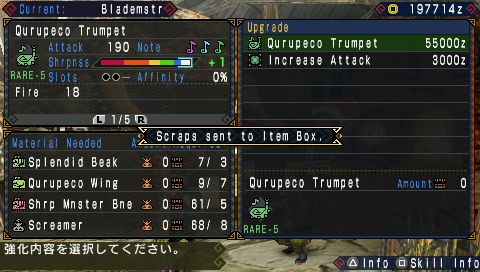 Current: Blademstr
197714z
Qurupeco Trumpet
Attack 190 Note
Shrpnss +1
RARE-5 Slots Affinity 0%
Fire 18
L 1/5 R
Upgrade
Qurupeco Trumpet 55000z
Increase Attack 3000z
Scraps sent to Item Box.
Material Needed
Splendid Beak 0 7/ 3
Qurupeco Wing 0 9/ 7
Shrp Mnster Bne 0 61/ 5
Screamer 0 68/ 8
Qurupeco Trumpet Amount 0
RARE-5
強化内容を選択してください。
Info Skill Info